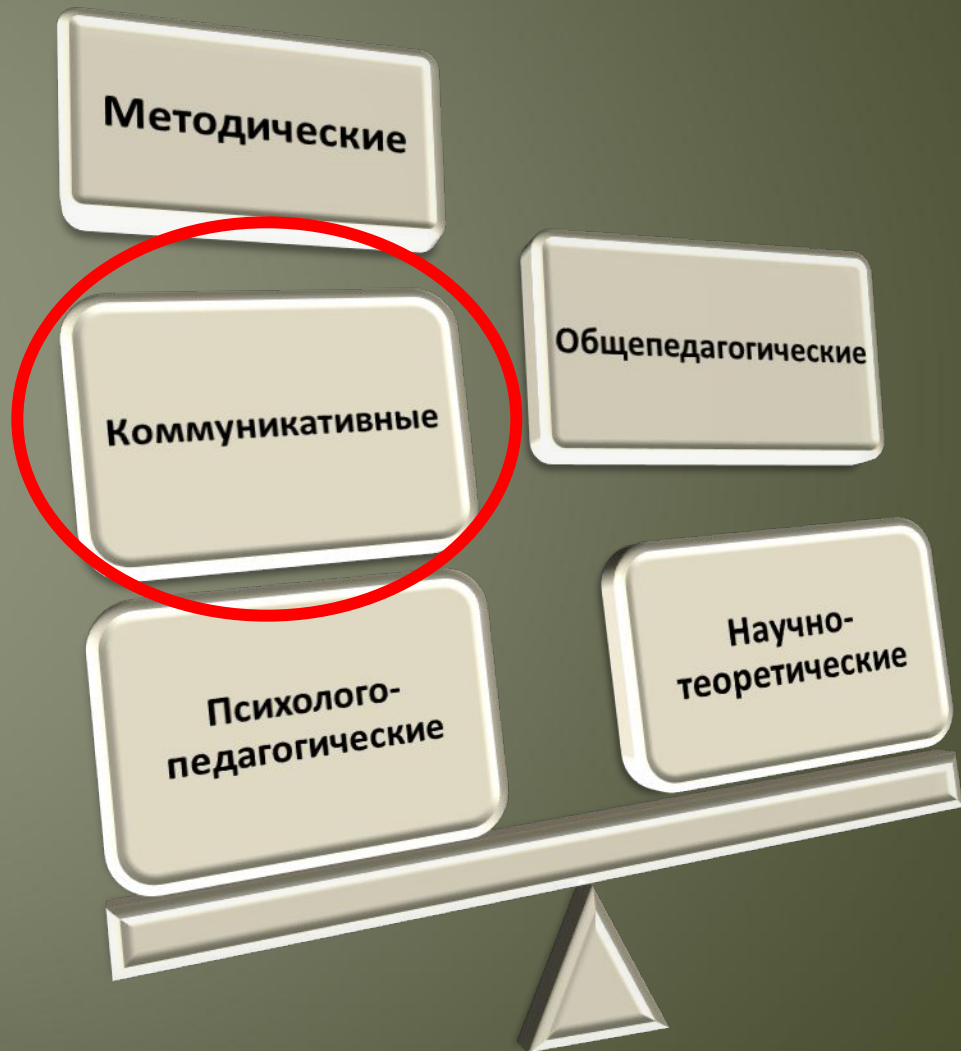 Методические
Коммуникативные
Психолого-
педагогические
Общепедагогические
Научно-
теоретические